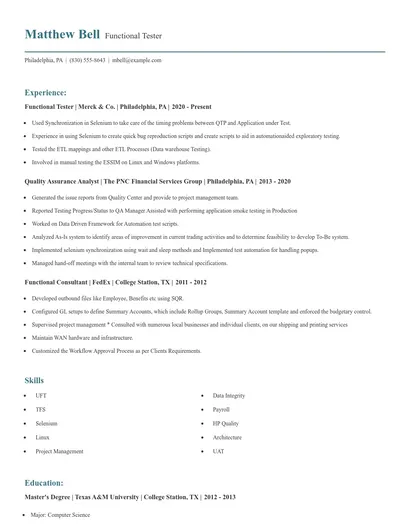 Matthew Bell Functional Tester
Philadelphia, PA | (830) 555-8643 | mbell@example.com
Experience:
Functional Tester | Merck & Co. | Philadelphia, PA | 2020 - Present
• Used Synchronization in Selenium to take care of the timing problems between QTP and Application under Test.
• Experience in using Selenium to create quick bug reproduction scripts and create scripts to aid in automationaided exploratory testing.
• Tested the ETL mappings and other ETL Processes (Data warehouse Testing).
• Involved in manual testing the ESSIM on Linux and Windows platforms.
Quality Assurance Analyst | The PNC Financial Services Group | Philadelphia, PA | 2013 - 2020
• Generated the issue reports from Quality Center and provide to project management team.
• Reported Testing Progress/Status to QA Manager Assisted with performing application smoke testing in Production
• Worked on Data Driven Framework for Automation test scripts.
• Analyzed As-Is system to identify areas of improvement in current trading activities and to determine feasibility to develop To-Be system.
• Implemented selenium synchronization using wait and sleep methods and Implemented test automation for handling popups.
• Managed hand-off meetings with the internal team to review technical specifications.
Functional Consultant | FedEx | College Station, TX | 2011 - 2012
• Developed outbound files like Employee, Benefits etc using SQR.
• Configured GL setups to define Summary Accounts, which include Rollup Groups, Summary Account template and enforced the budgetary control.
• Supervised project management * Consulted with numerous local businesses and individual clients, on our shipping and printing services
• Maintain WAN hardware and infrastructure.
• Customized the Workflow Approval Process as per Clients Requirements.
Skills
• UFT
• TFS
• Selenium
• Linux
• Project Management
• Data Integrity
• Payroll
• HP Quality
• Architecture
• UAT
Education:
Master's Degree | Texas A&M University | College Station, TX | 2012 - 2013
• Major: Computer Science